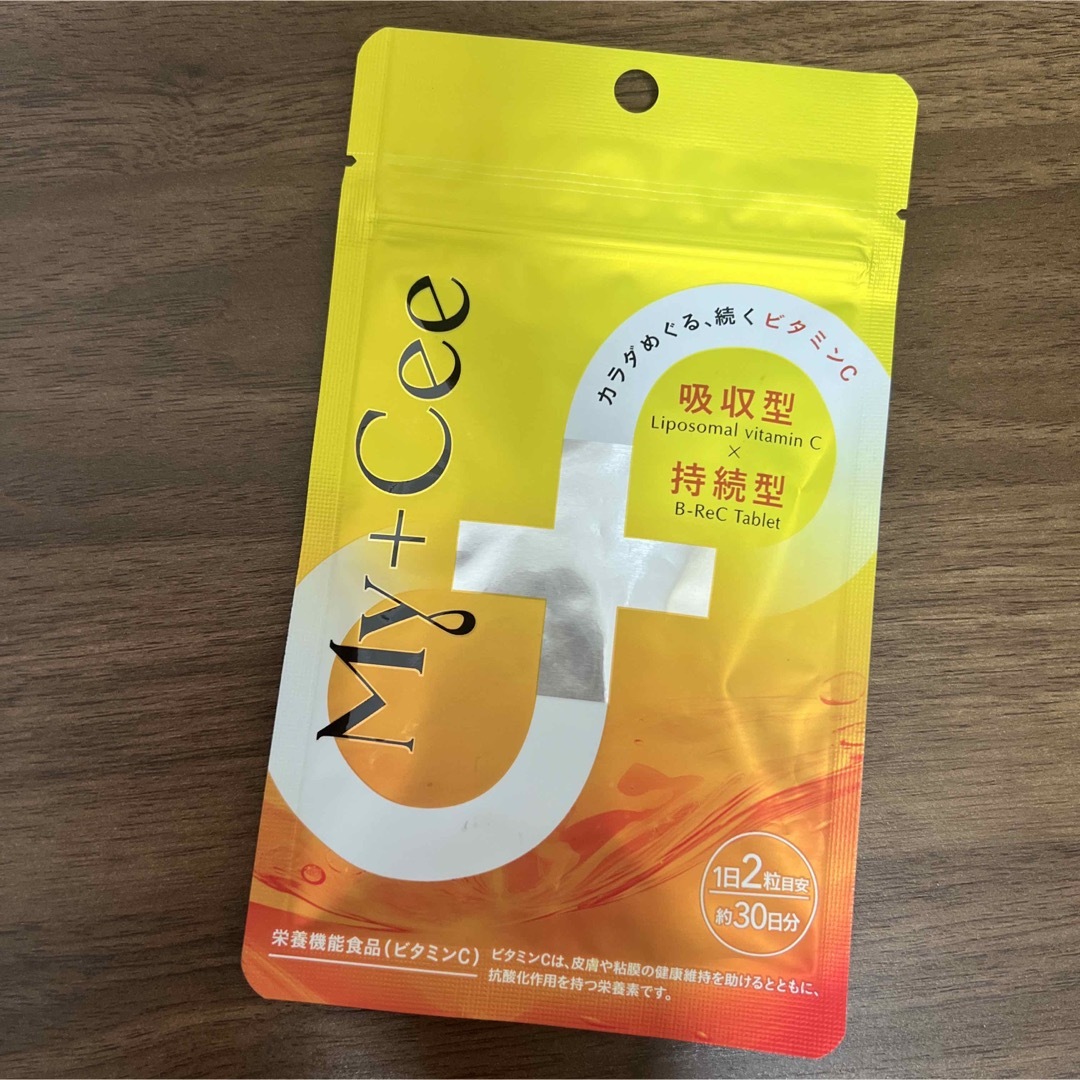 My+Cee
カラダめぐる、続くビタミンC
吸収型
Liposomal vitamin C
×
持続型
B-ReC Tablet
1日2粒目安
約30日分
栄養機能食品(ビタミンC)
ビタミンCは、皮膚や粘膜の健康維持を助けるとともに、
抗酸化作用を持つ栄養素です。